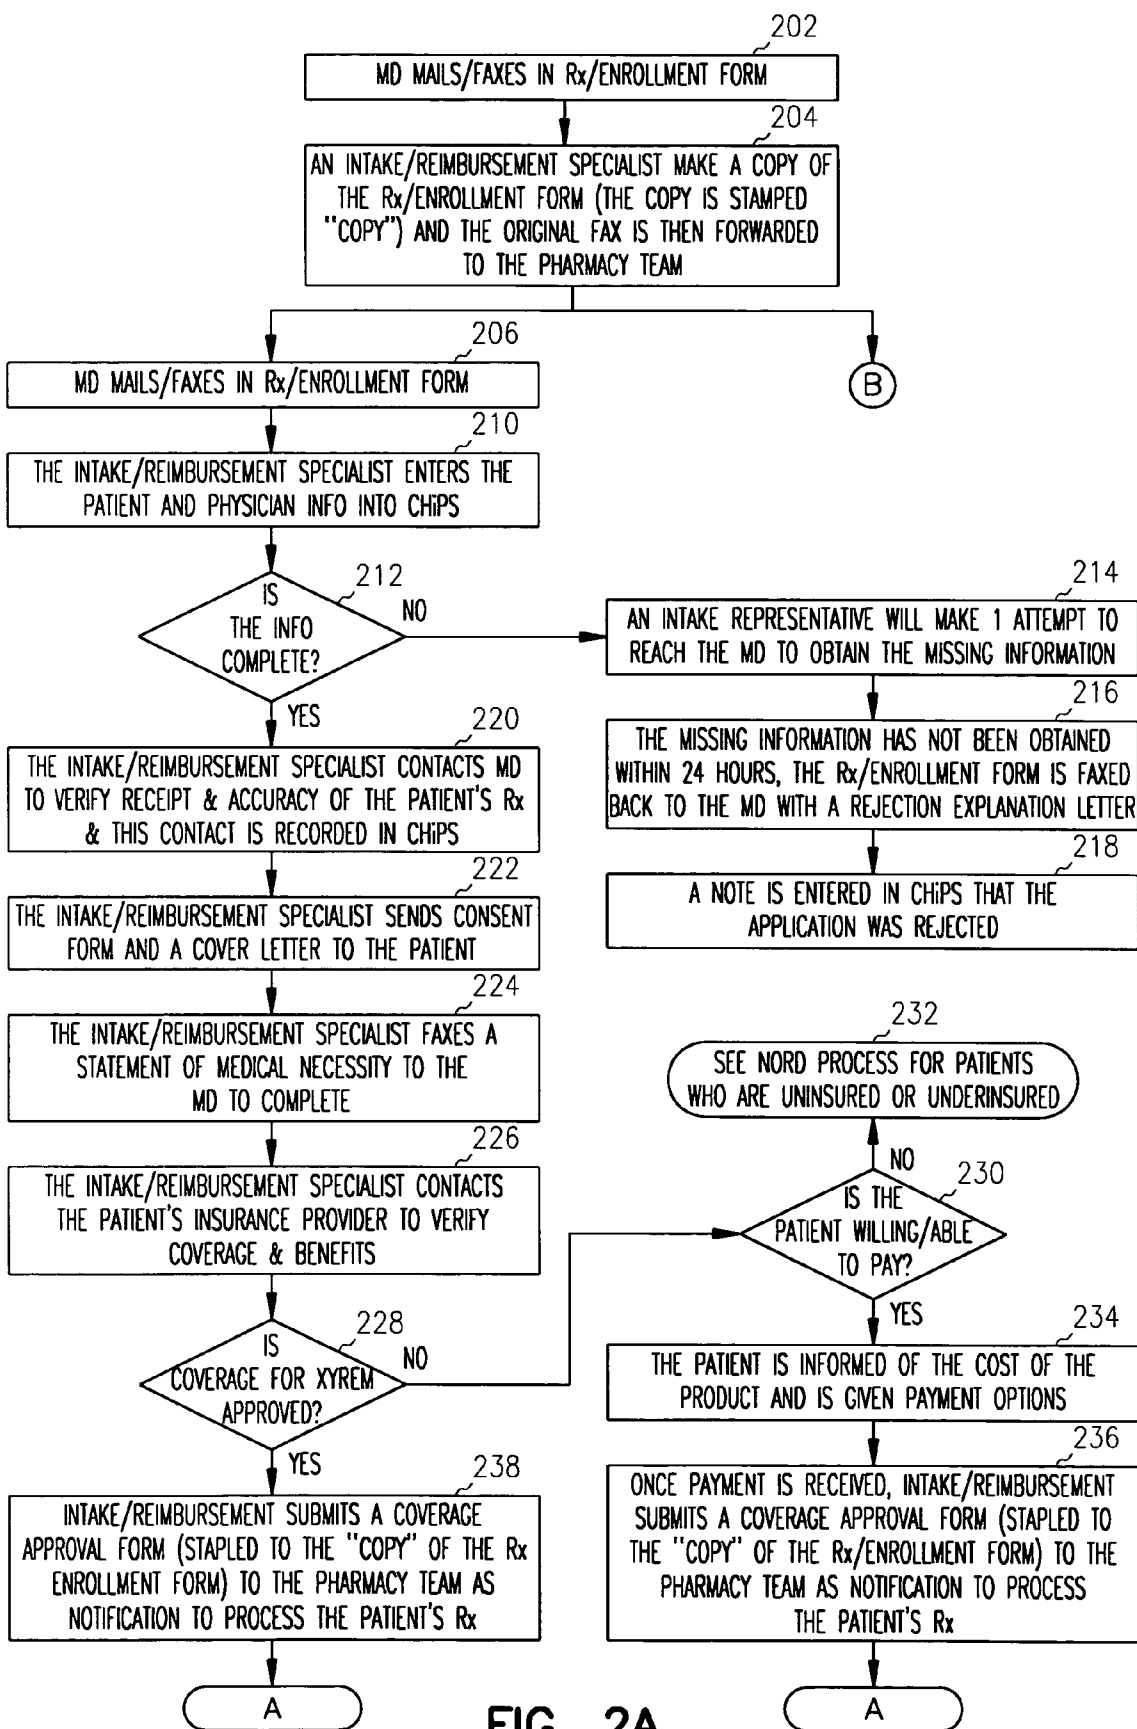 202
MD MAILS/FAXES IN Rx/ENROLLMENT FORM
204
AN INTAKE/REIMBURSEMENT SPECIALIST MAKE A COPY OF
THE Rx/ENROLLMENT FORM (THE COPY IS STAMPED
"COPY") AND THE ORIGINAL FAX IS THEN FORWARDED
TO THE PHARMACY TEAM
206
MD MAILS/FAXES IN Rx/ENROLLMENT FORM
B
210
THE INTAKE/REIMBURSEMENT SPECIALIST ENTERS THE
PATIENT AND PHYSICIAN INFO INTO CHiPS
212
IS
THE INFO
COMPLETE?
NO
YES
214
AN INTAKE REPRESENTATIVE WILL MAKE 1 ATTEMPT TO
REACH THE MD TO OBTAIN THE MISSING INFORMATION
216
THE MISSING INFORMATION HAS NOT BEEN OBTAINED
WITHIN 24 HOURS, THE Rx/ENROLLMENT FORM IS FAXED
BACK TO THE MD WITH A REJECTION EXPLANATION LETTER
218
A NOTE IS ENTERED IN CHiPS THAT THE
APPLICATION WAS REJECTED
220
THE INTAKE/REIMBURSEMENT SPECIALIST CONTACTS MD
TO VERIFY RECEIPT & ACCURACY OF THE PATIENT'S Rx
& THIS CONTACT IS RECORDED IN CHiPS
222
THE INTAKE/REIMBURSEMENT SPECIALIST SENDS CONSENT
FORM AND A COVER LETTER TO THE PATIENT
224
THE INTAKE/REIMBURSEMENT SPECIALIST FAXES A
STATEMENT OF MEDICAL NECESSITY TO THE
MD TO COMPLETE
226
THE INTAKE/REIMBURSEMENT SPECIALIST CONTACTS
THE PATIENT'S INSURANCE PROVIDER TO VERIFY
COVERAGE & BENEFITS
228
IS
COVERAGE FOR XYREM
APPROVED?
NO
YES
232
SEE NORD PROCESS FOR PATIENTS
WHO ARE UNINSURED OR UNDERINSURED
NO
230
IS THE
PATIENT WILLING/ABLE
TO PAY?
YES
234
THE PATIENT IS INFORMED OF THE COST OF THE
PRODUCT AND IS GIVEN PAYMENT OPTIONS
236
ONCE PAYMENT IS RECEIVED, INTAKE/REIMBURSEMENT
SUBMITS A COVERAGE APPROVAL FORM (STAPLED TO
THE "COPY" OF THE Rx/ENROLLMENT FORM) TO THE
PHARMACY TEAM AS NOTIFICATION TO PROCESS
THE PATIENT'S Rx
A
238
INTAKE/REIMBURSEMENT SUBMITS A COVERAGE
APPROVAL FORM (STAPLED TO THE "COPY" OF THE Rx
ENROLLMENT FORM) TO THE PHARMACY TEAM AS
NOTIFICATION TO PROCESS THE PATIENT'S Rx
A
FIG. 2A